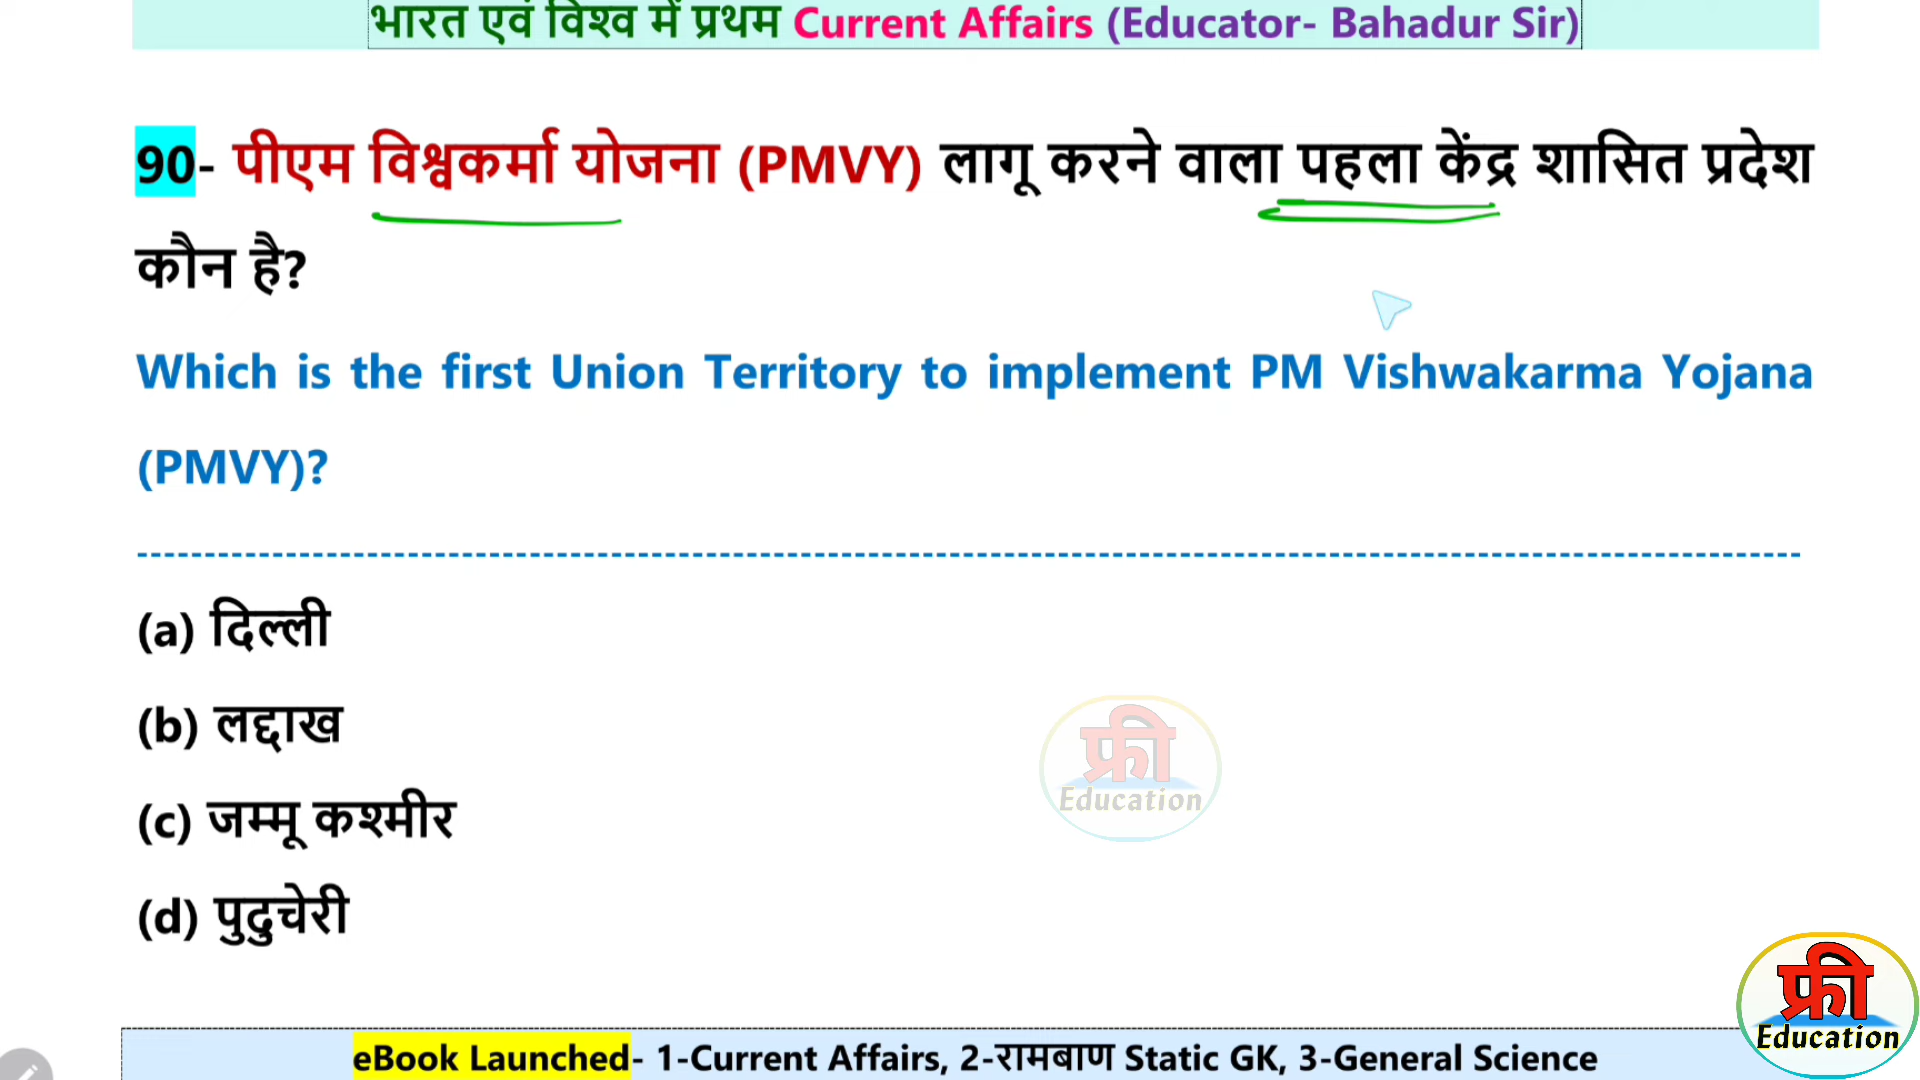 भारत एवं विश्व में प्रथम Current Affairs (Educator- Bahadur Sir)
90- पीएम विश्वकर्मा योजना (PMVY) लागू करने वाला पहला केंद्र शासित प्रदेश
कौन है?
Which is the first Union Territory to implement PM Vishwakarma Yojana
(PMVY)?
(a) दिल्ली
(b) लद्दाख
फ्री
Education
(c) जम्मू कश्मीर
(d) पुदुचेरी
फ्री
Education
eBook Launched- 1-Current Affairs, 2-रामबाण Static GK, 3-General Science